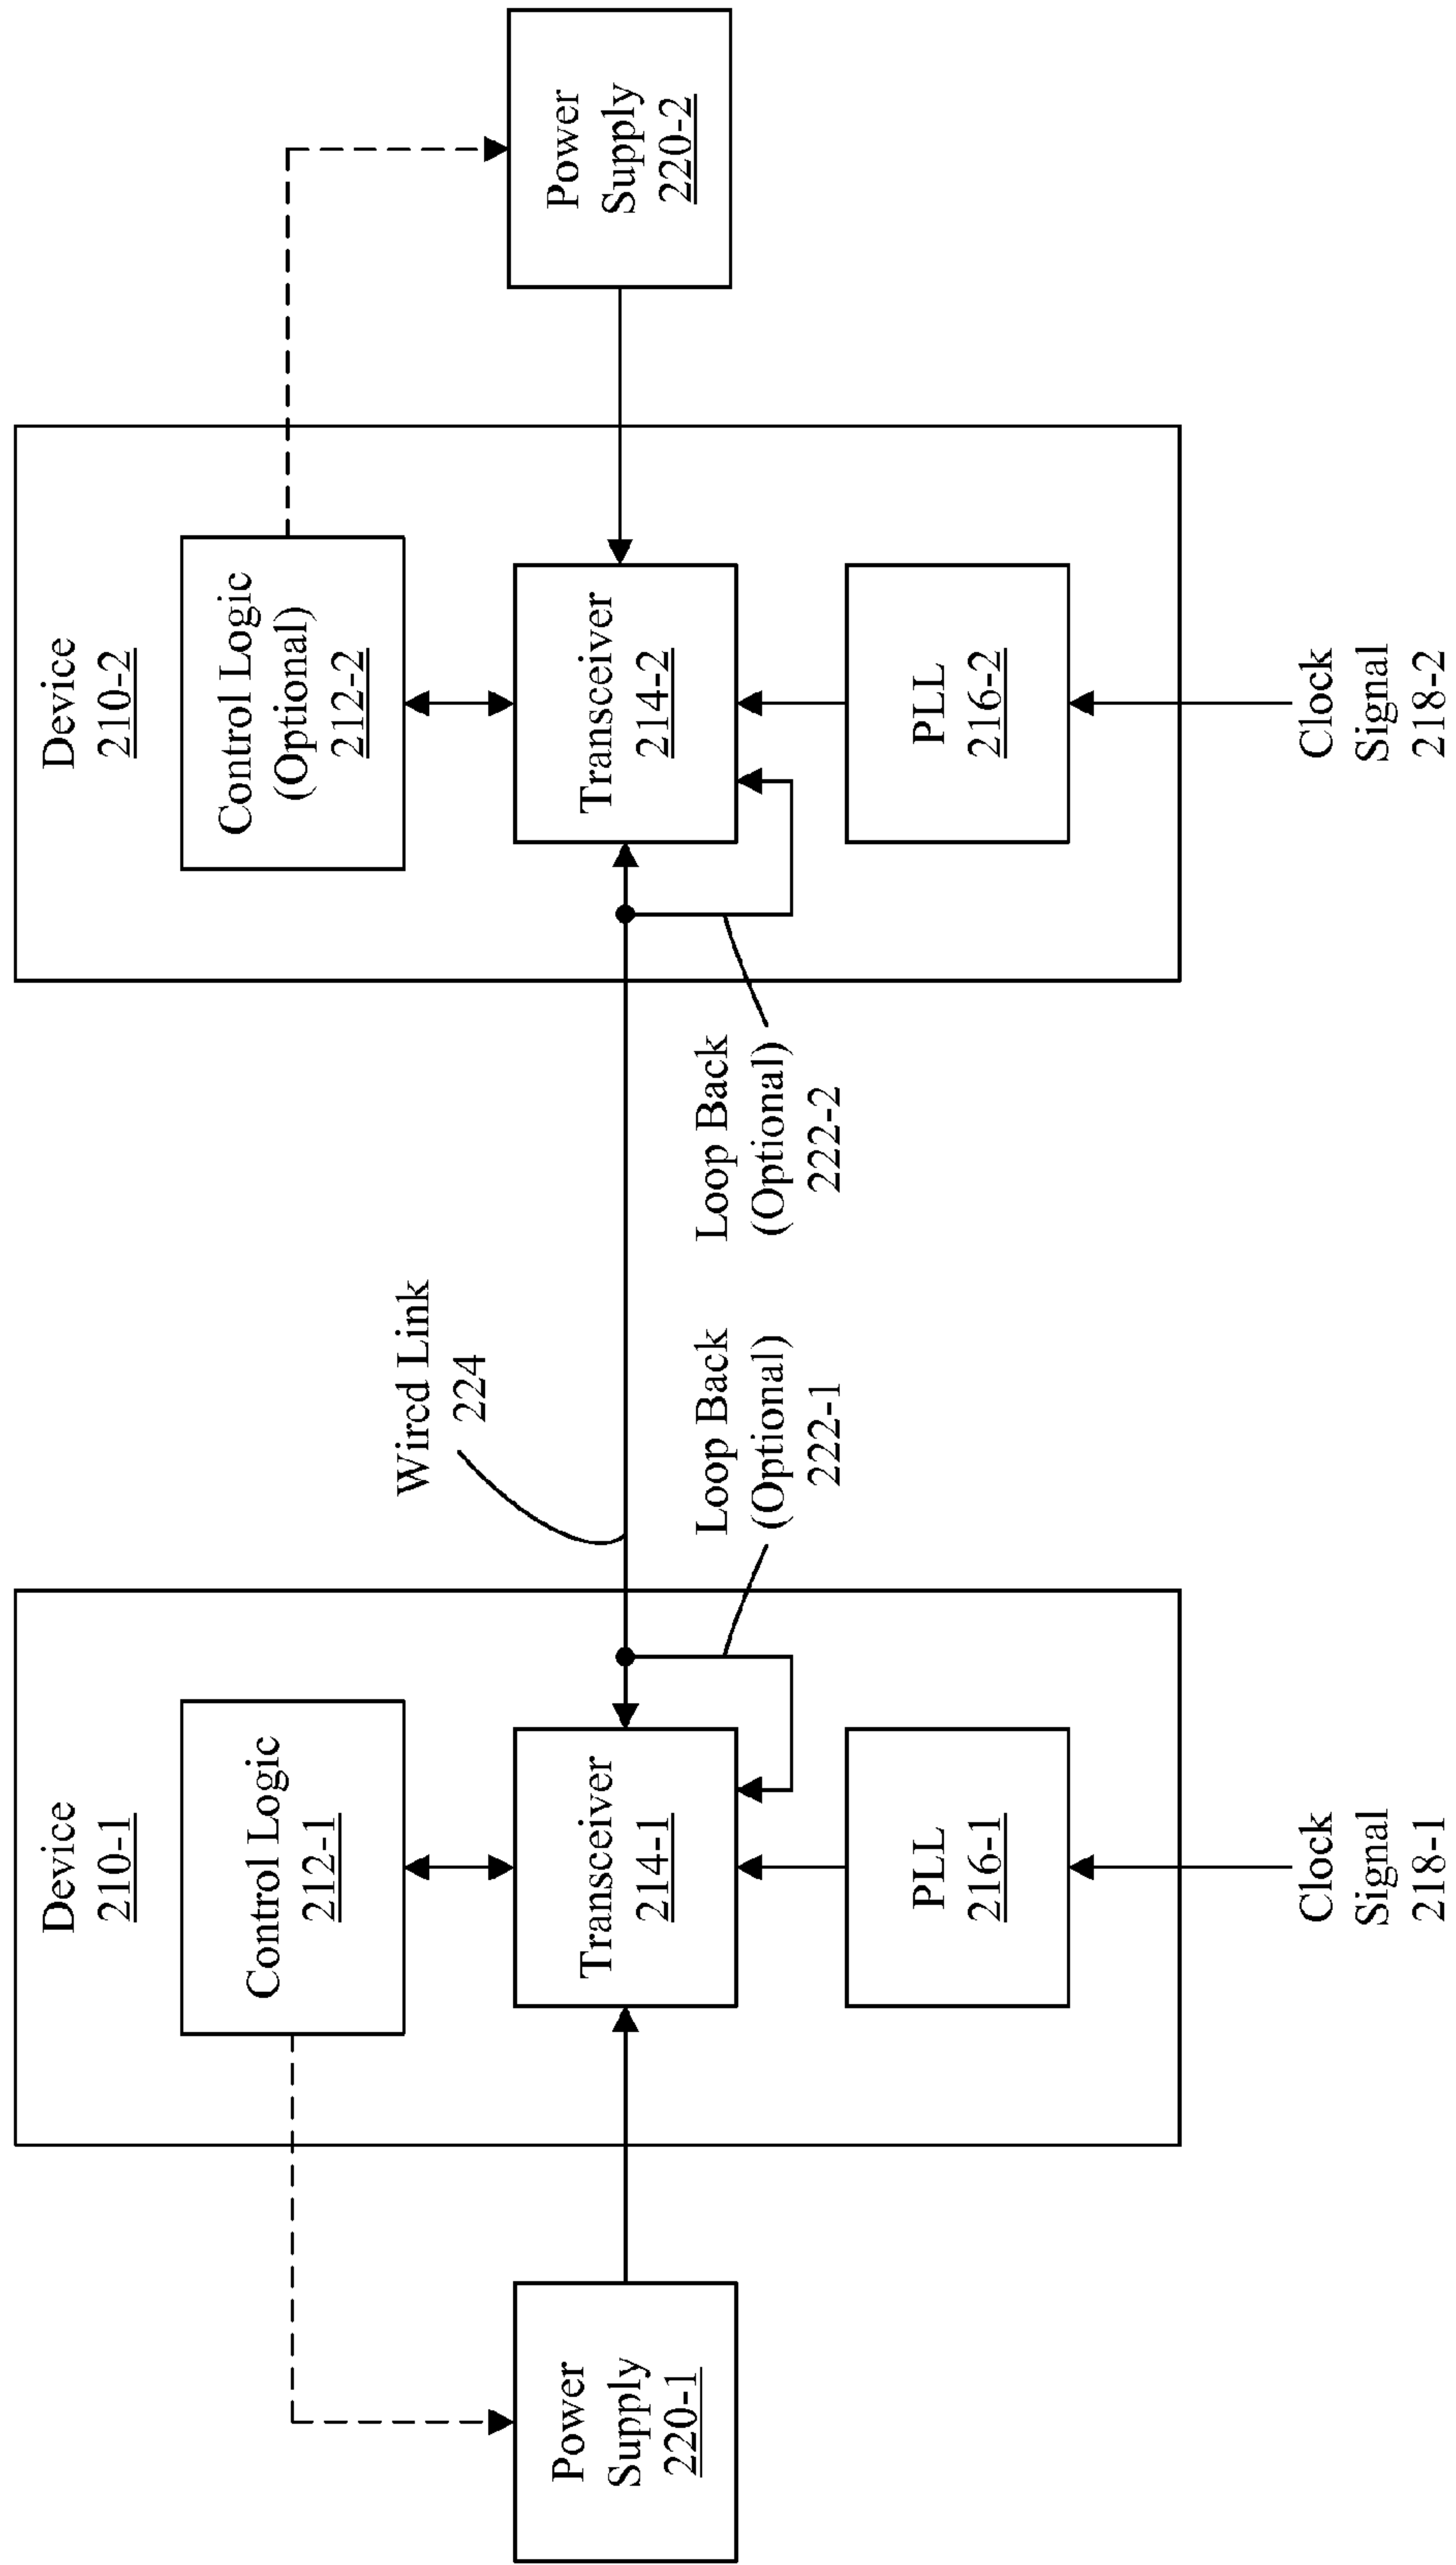 Device
210-1
Control Logic
212-1
Transceiver
214-1
PLL
216-1
Clock
Signal
218-1
Power
Supply
220-1
Wired Link
224
Loop Back
(Optional)
222-1
Loop Back
(Optional)
222-2
Device
210-2
Control Logic
(Optional)
212-2
Transceiver
214-2
PLL
216-2
Clock
Signal
218-2
Power
Supply
220-2